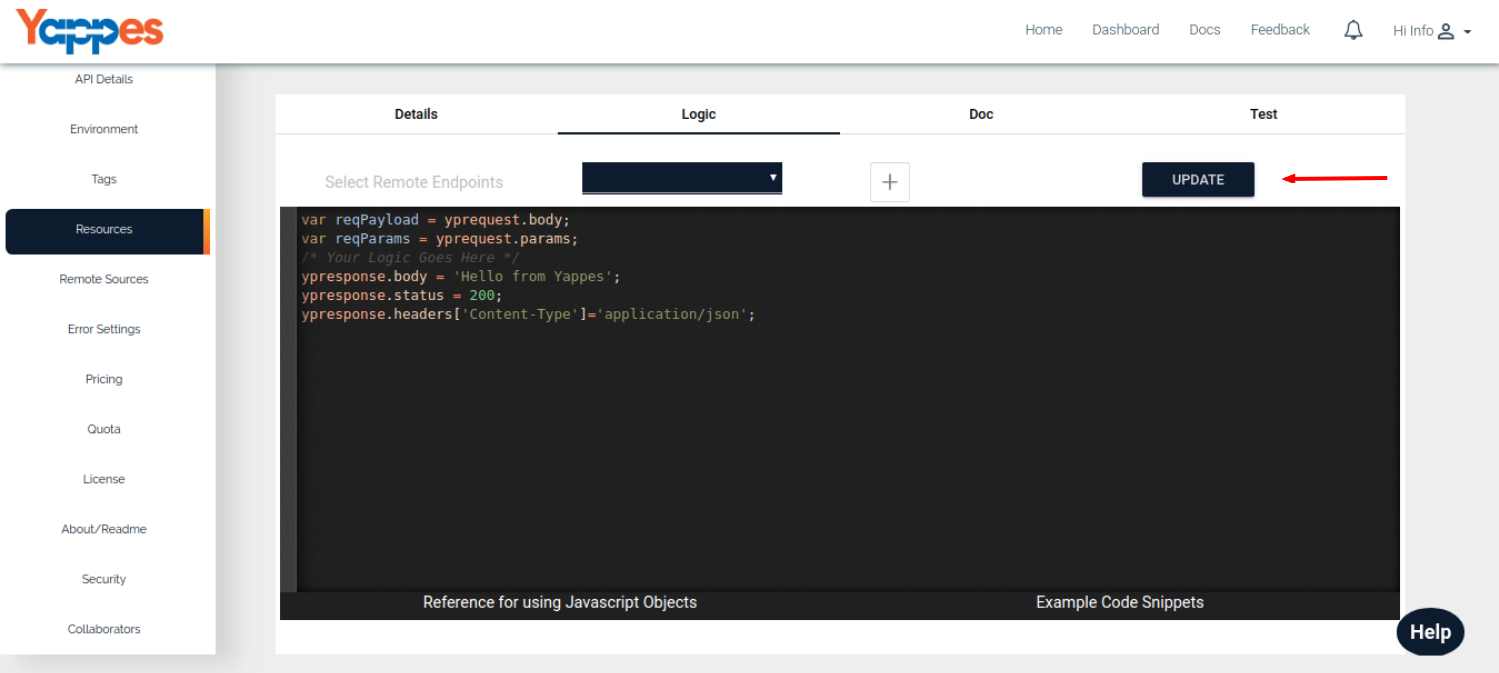 Yappes
Home Dashboard Docs Feedback Hi Info
API Details
Environment
Tags
Resources
Remote Sources
Error Settings
Pricing
Quota
License
About/Readme
Security
Collaborators
Details Logic Doc Test
Select Remote Endpoints
UPDATE
var reqPayload = yprequest.body;
var reqParams = yprequest.params;
/* Your Logic Goes Here */
ypresponse.body = 'Hello from Yappes';
ypresponse.status = 200;
ypresponse.headers['Content-Type']='application/json';
Reference for using Javascript Objects Example Code Snippets
Help